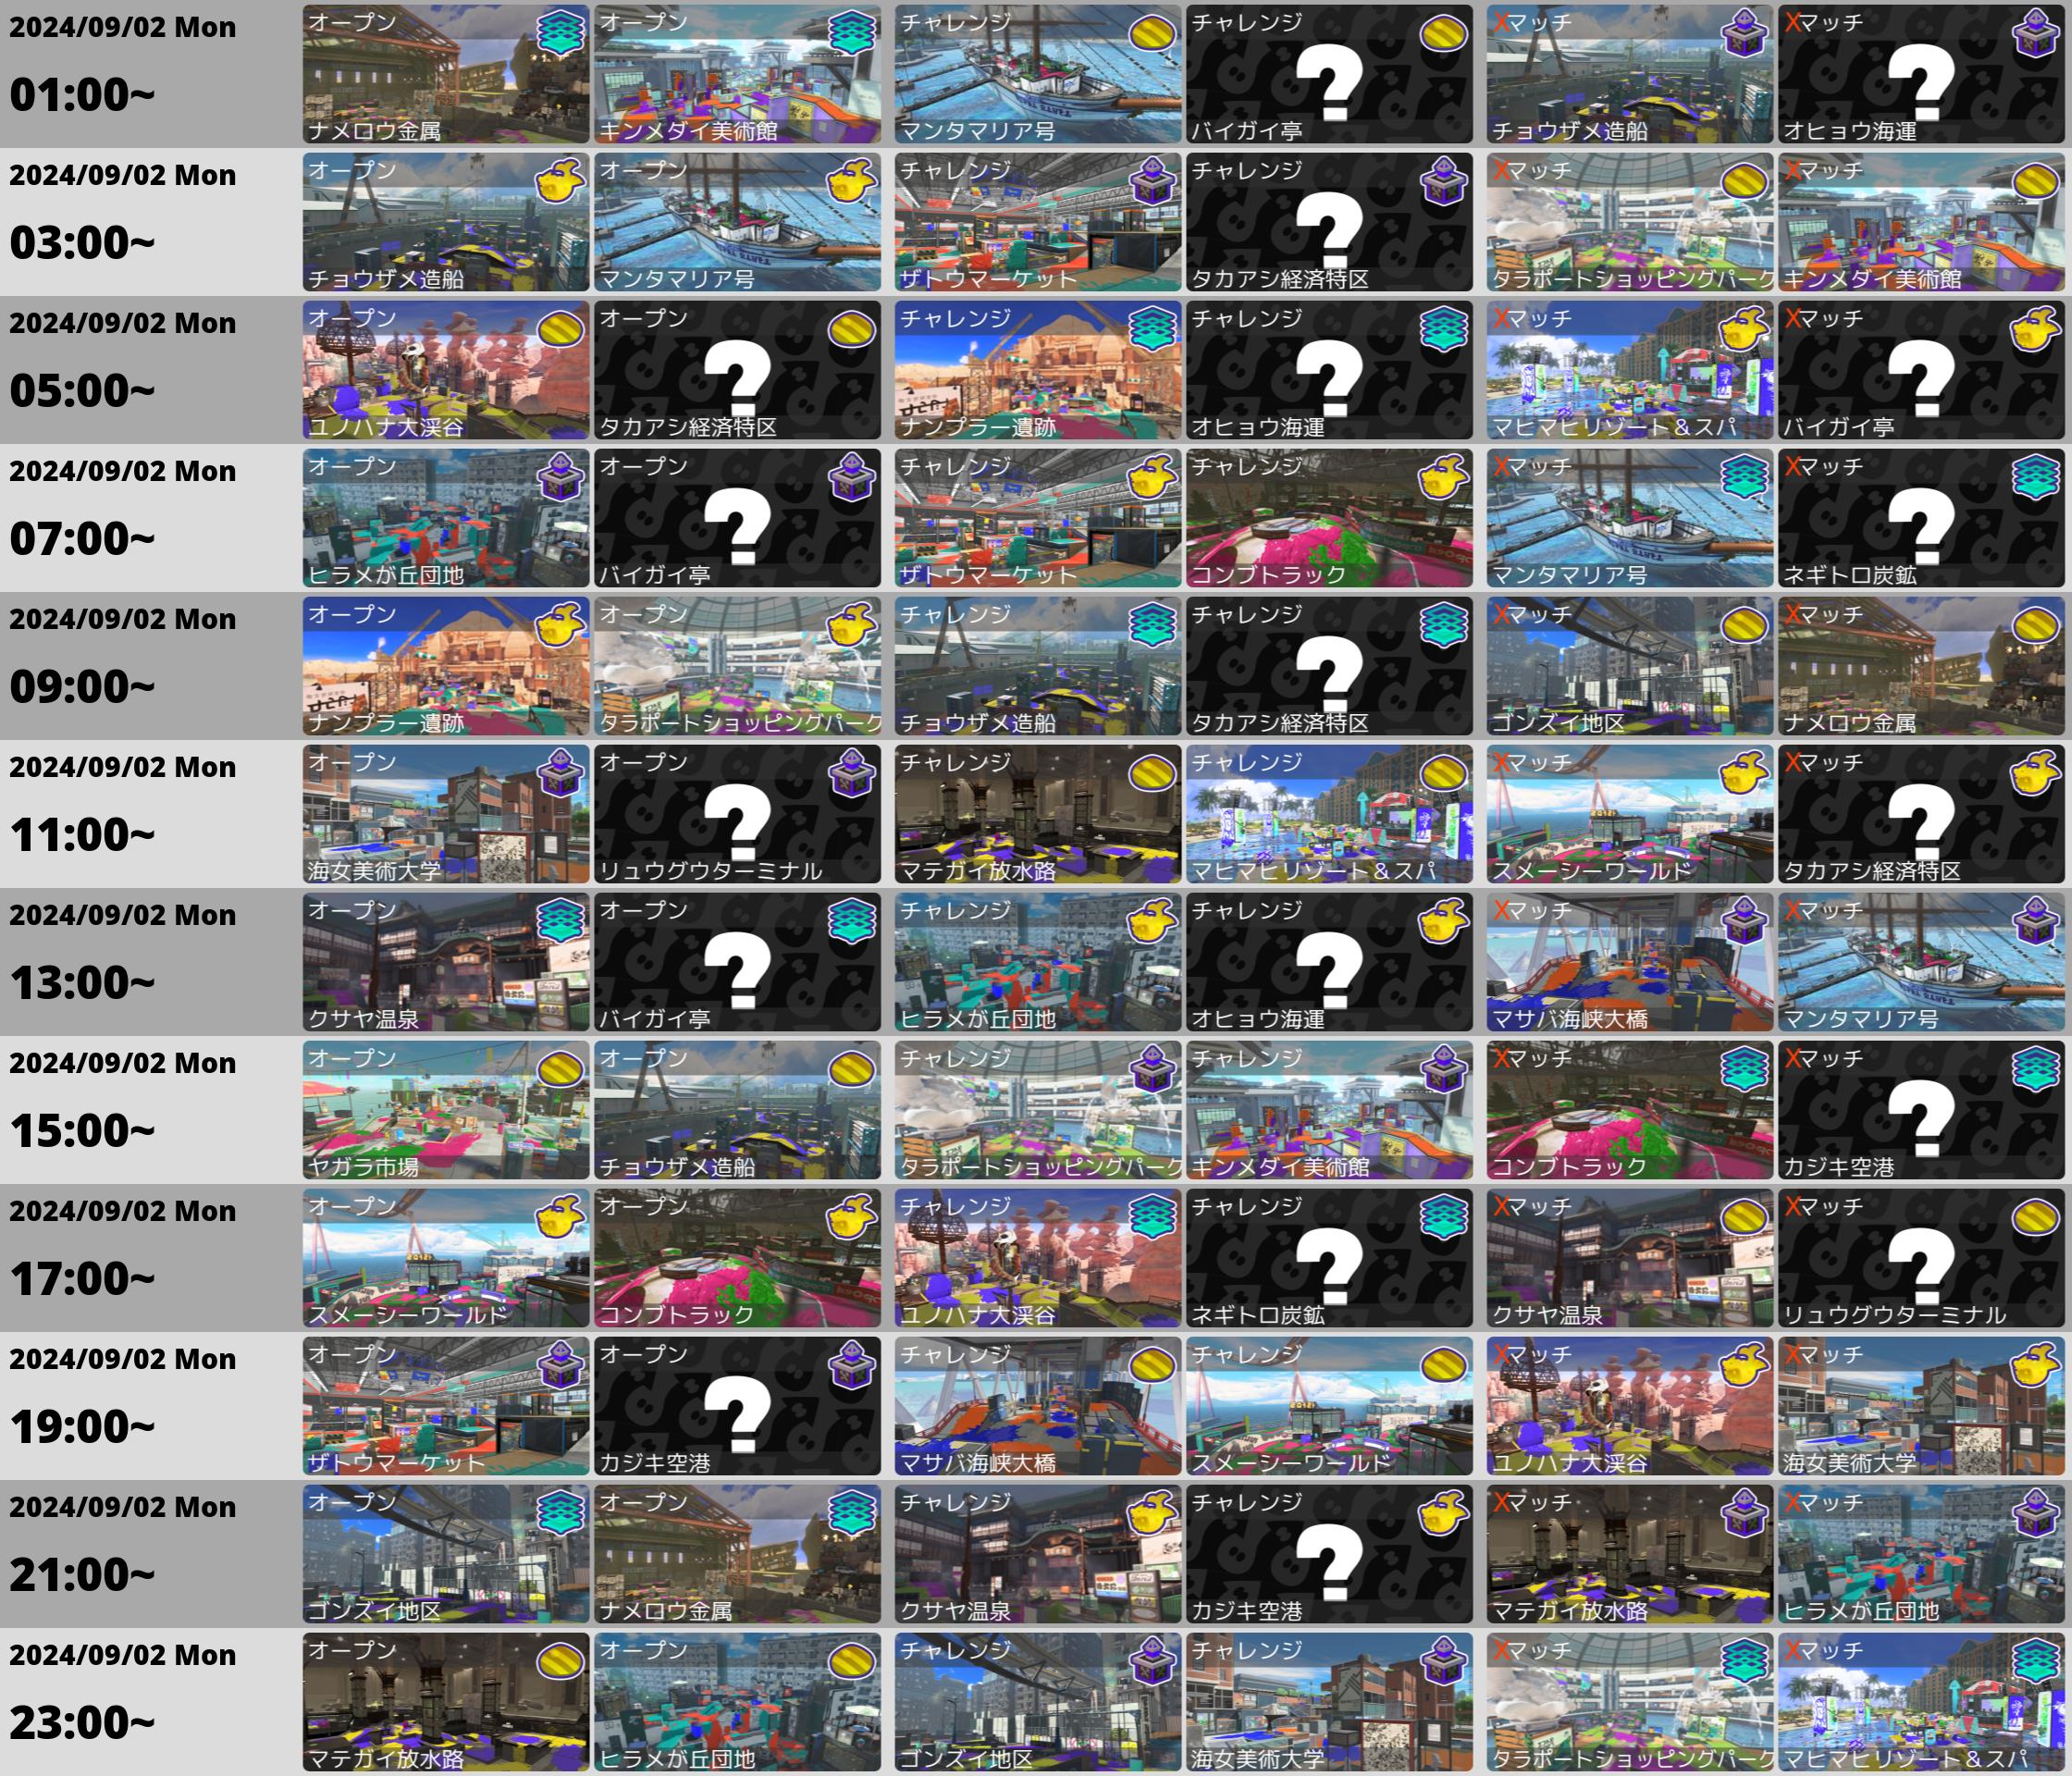 2024/09/02 Mon
01:00~
オープン オープン チャレンジ チャレンジ Xマッチ Xマッチ
ナメロウ金属 キンメダイ美術館 マンタマリア号 バイガイ亭 チョウザメ造船 オヒョウ海運
2024/09/02 Mon
03:00~
オープン オープン チャレンジ チャレンジ Xマッチ Xマッチ
チョウザメ造船 マンタマリア号 ザトウマーケット タカアシ経済特区 タラポートショッピングパーク キンメダイ美術館
2024/09/02 Mon
05:00~
オープン オープン チャレンジ チャレンジ Xマッチ Xマッチ
ユノハナ大渓谷 タカアシ経済特区 ナンプラー遺跡 オヒョウ海運 マヒマヒリゾート&スパ バイガイ亭
2024/09/02 Mon
07:00~
オープン オープン チャレンジ チャレンジ Xマッチ Xマッチ
ヒラメが丘団地 バイガイ亭 ザトウマーケット コンブトラック マンタマリア号 ネギトロ炭鉱
2024/09/02 Mon
09:00~
オープン オープン チャレンジ チャレンジ Xマッチ Xマッチ
ナンプラー遺跡 タラポートショッピングパーク チョウザメ造船 タカアシ経済特区 ゴンズイ地区 ナメロウ金属
2024/09/02 Mon
11:00~
オープン オープン チャレンジ チャレンジ Xマッチ Xマッチ
海女美術大学 リュウグウターミナル マテガイ放水路 マヒマヒリゾート&スパ スメーシーワールド タカアシ経済特区
2024/09/02 Mon
13:00~
オープン オープン チャレンジ チャレンジ Xマッチ Xマッチ
クサヤ温泉 バイガイ亭 ヒラメが丘団地 オヒョウ海運 マサバ海峡大橋 マンタマリア号
2024/09/02 Mon
15:00~
オープン オープン チャレンジ チャレンジ Xマッチ Xマッチ
ヤガラ市場 チョウザメ造船 タラポートショッピングパーク キンメダイ美術館 コンブトラック カジキ空港
2024/09/02 Mon
17:00~
オープン オープン チャレンジ チャレンジ Xマッチ Xマッチ
スメーシーワールド コンブトラック ユノハナ大渓谷 ネギトロ炭鉱 クサヤ温泉 リュウグウターミナル
2024/09/02 Mon
19:00~
オープン オープン チャレンジ チャレンジ Xマッチ Xマッチ
ザトウマーケット カジキ空港 マサバ海峡大橋 スメーシーワールド ユノハナ大渓谷 海女美術大学
2024/09/02 Mon
21:00~
オープン オープン チャレンジ チャレンジ Xマッチ Xマッチ
ゴンズイ地区 ナメロウ金属 クサヤ温泉 カジキ空港 マテガイ放水路 ヒラメが丘団地
2024/09/02 Mon
23:00~
オープン オープン チャレンジ チャレンジ Xマッチ Xマッチ
マテガイ放水路 ヒラメが丘団地 ゴンズイ地区 海女美術大学 タラポートショッピングパーク マヒマヒリゾート&スパ